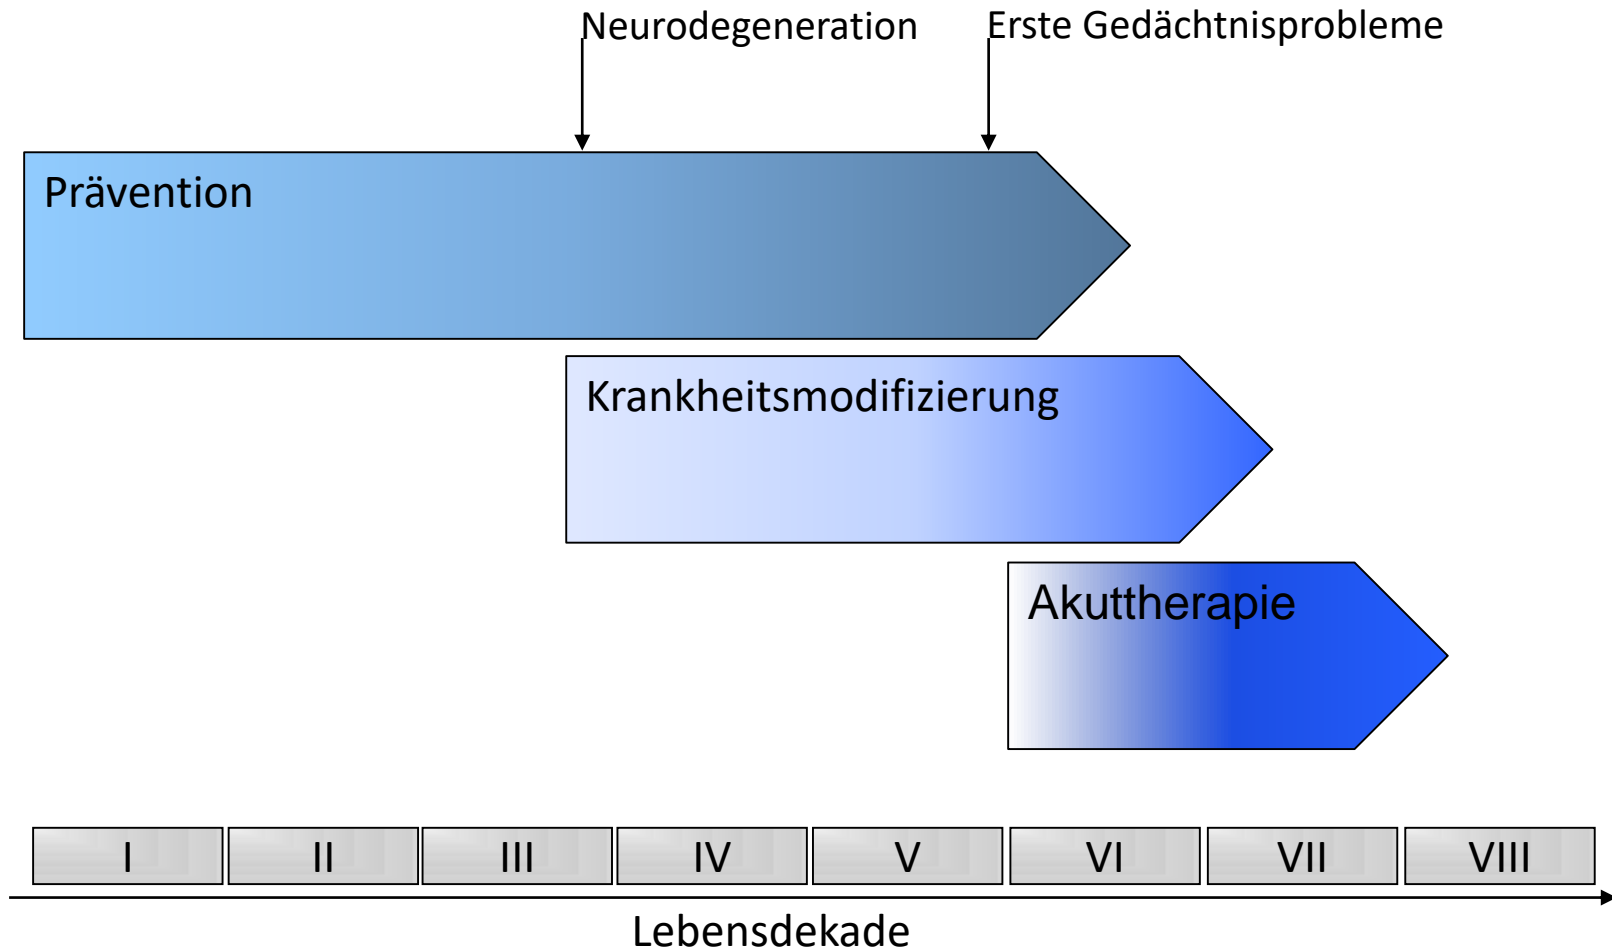 Neurodegeneration
Erste Gedächtnisprobleme
Prävention
Krankheitsmodifizierung
Akuttherapie
I II III IV V VI VII VIII
Lebensdekade